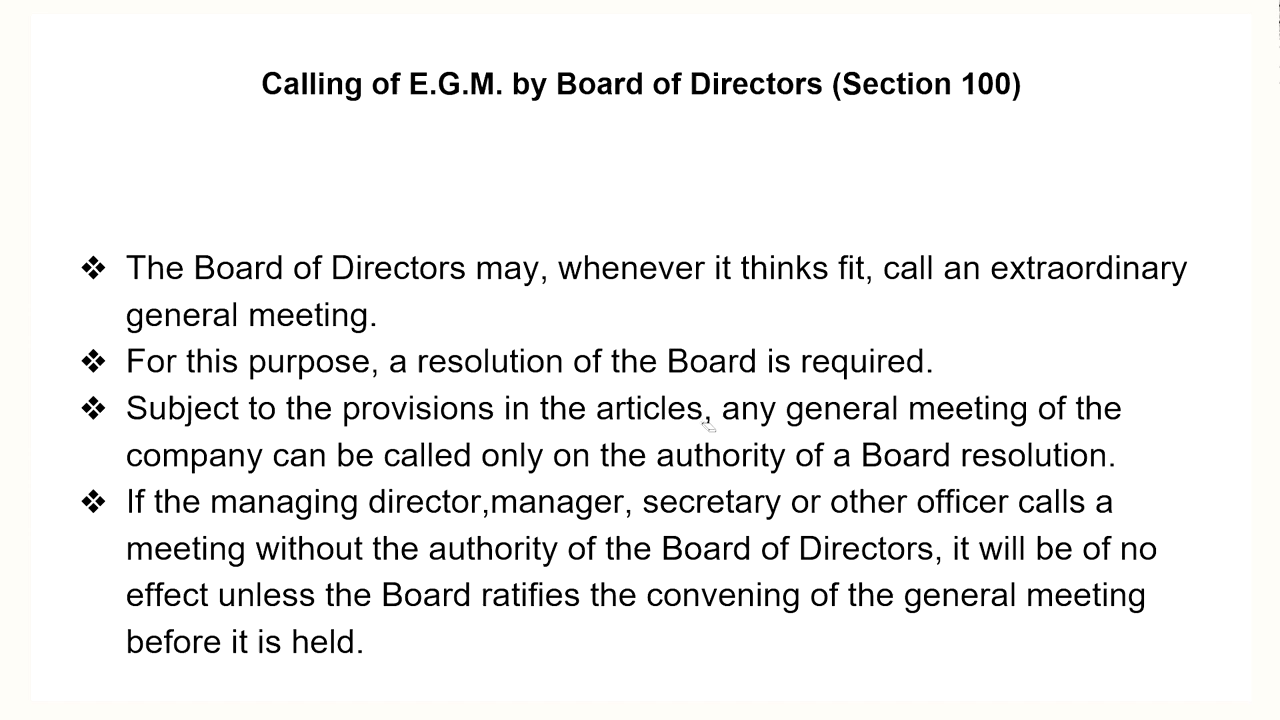 Calling of E.G.M. by Board of Directors (Section 100)
❖ The Board of Directors may, whenever it thinks fit, call an extraordinary
general meeting.
❖ For this purpose, a resolution of the Board is required.
❖ Subject to the provisions in the articles, any general meeting of the
company can be called only on the authority of a Board resolution.
❖ If the managing director,manager, secretary or other officer calls a
meeting without the authority of the Board of Directors, it will be of no
effect unless the Board ratifies the convening of the general meeting
before it is held.